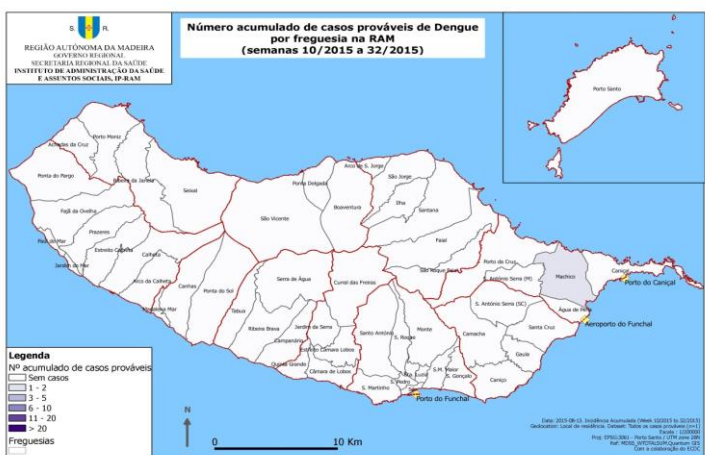 S. R.
REGIÃO AUTÓNOMA DA MADEIRA
GOVERNO REGIONAL
SECRETARIA REGIONAL DA SAÚDE
INSTITUTO DE ADMINISTRAÇÃO DA SAÚDE
E ASSUNTOS SOCIAIS, IP-RAM
Número acumulado de casos prováveis de Dengue
por freguesia na RAM
(semanas 10/2015 a 32/2015)
Porto Santo
Achadas da Cruz
Porto Moniz
Ribeira da Janela
Seixal
Ponta do Pargo
Fajã da Ovelha
Prazeres
Estreito Calheta
Jardim do Mar
Calheta
Arco da Calheta
Madalena Mar
Canhas
Ponta do Sol
São Vicente
Ponta Delgada
Boaventura
Arco de S. Jorge
São Jorge
Ilha
Santana
Faial
São Roque Faial
Porto da Cruz
S. António Serra (M)
Machico
Caniçal
Porto do Caniçal
Água de Pena
Aeroporto do Funchal
S. António Serra (SC)
Santa Cruz
Gaula
Camacha
Caniço
Serra de Água
Tabua
Ribeira Brava
Campanário
Quinta Grande
Curral das Freiras
Jardim da Serra
Estreito Câmara Lobos
Câmara de Lobos
Santo António
S. Roque
Monte
S. Martinho
S. Pedro
Sta. Luzia
S.M. Maior
S. Gonçalo
Porto do Funchal
Legenda
Nº acumulado de casos prováveis
Sem casos
1 - 2
3 - 5
6 - 10
11 - 20
> 20
Freguesias
N
0 10 Km
Com a colaboração do ECDC